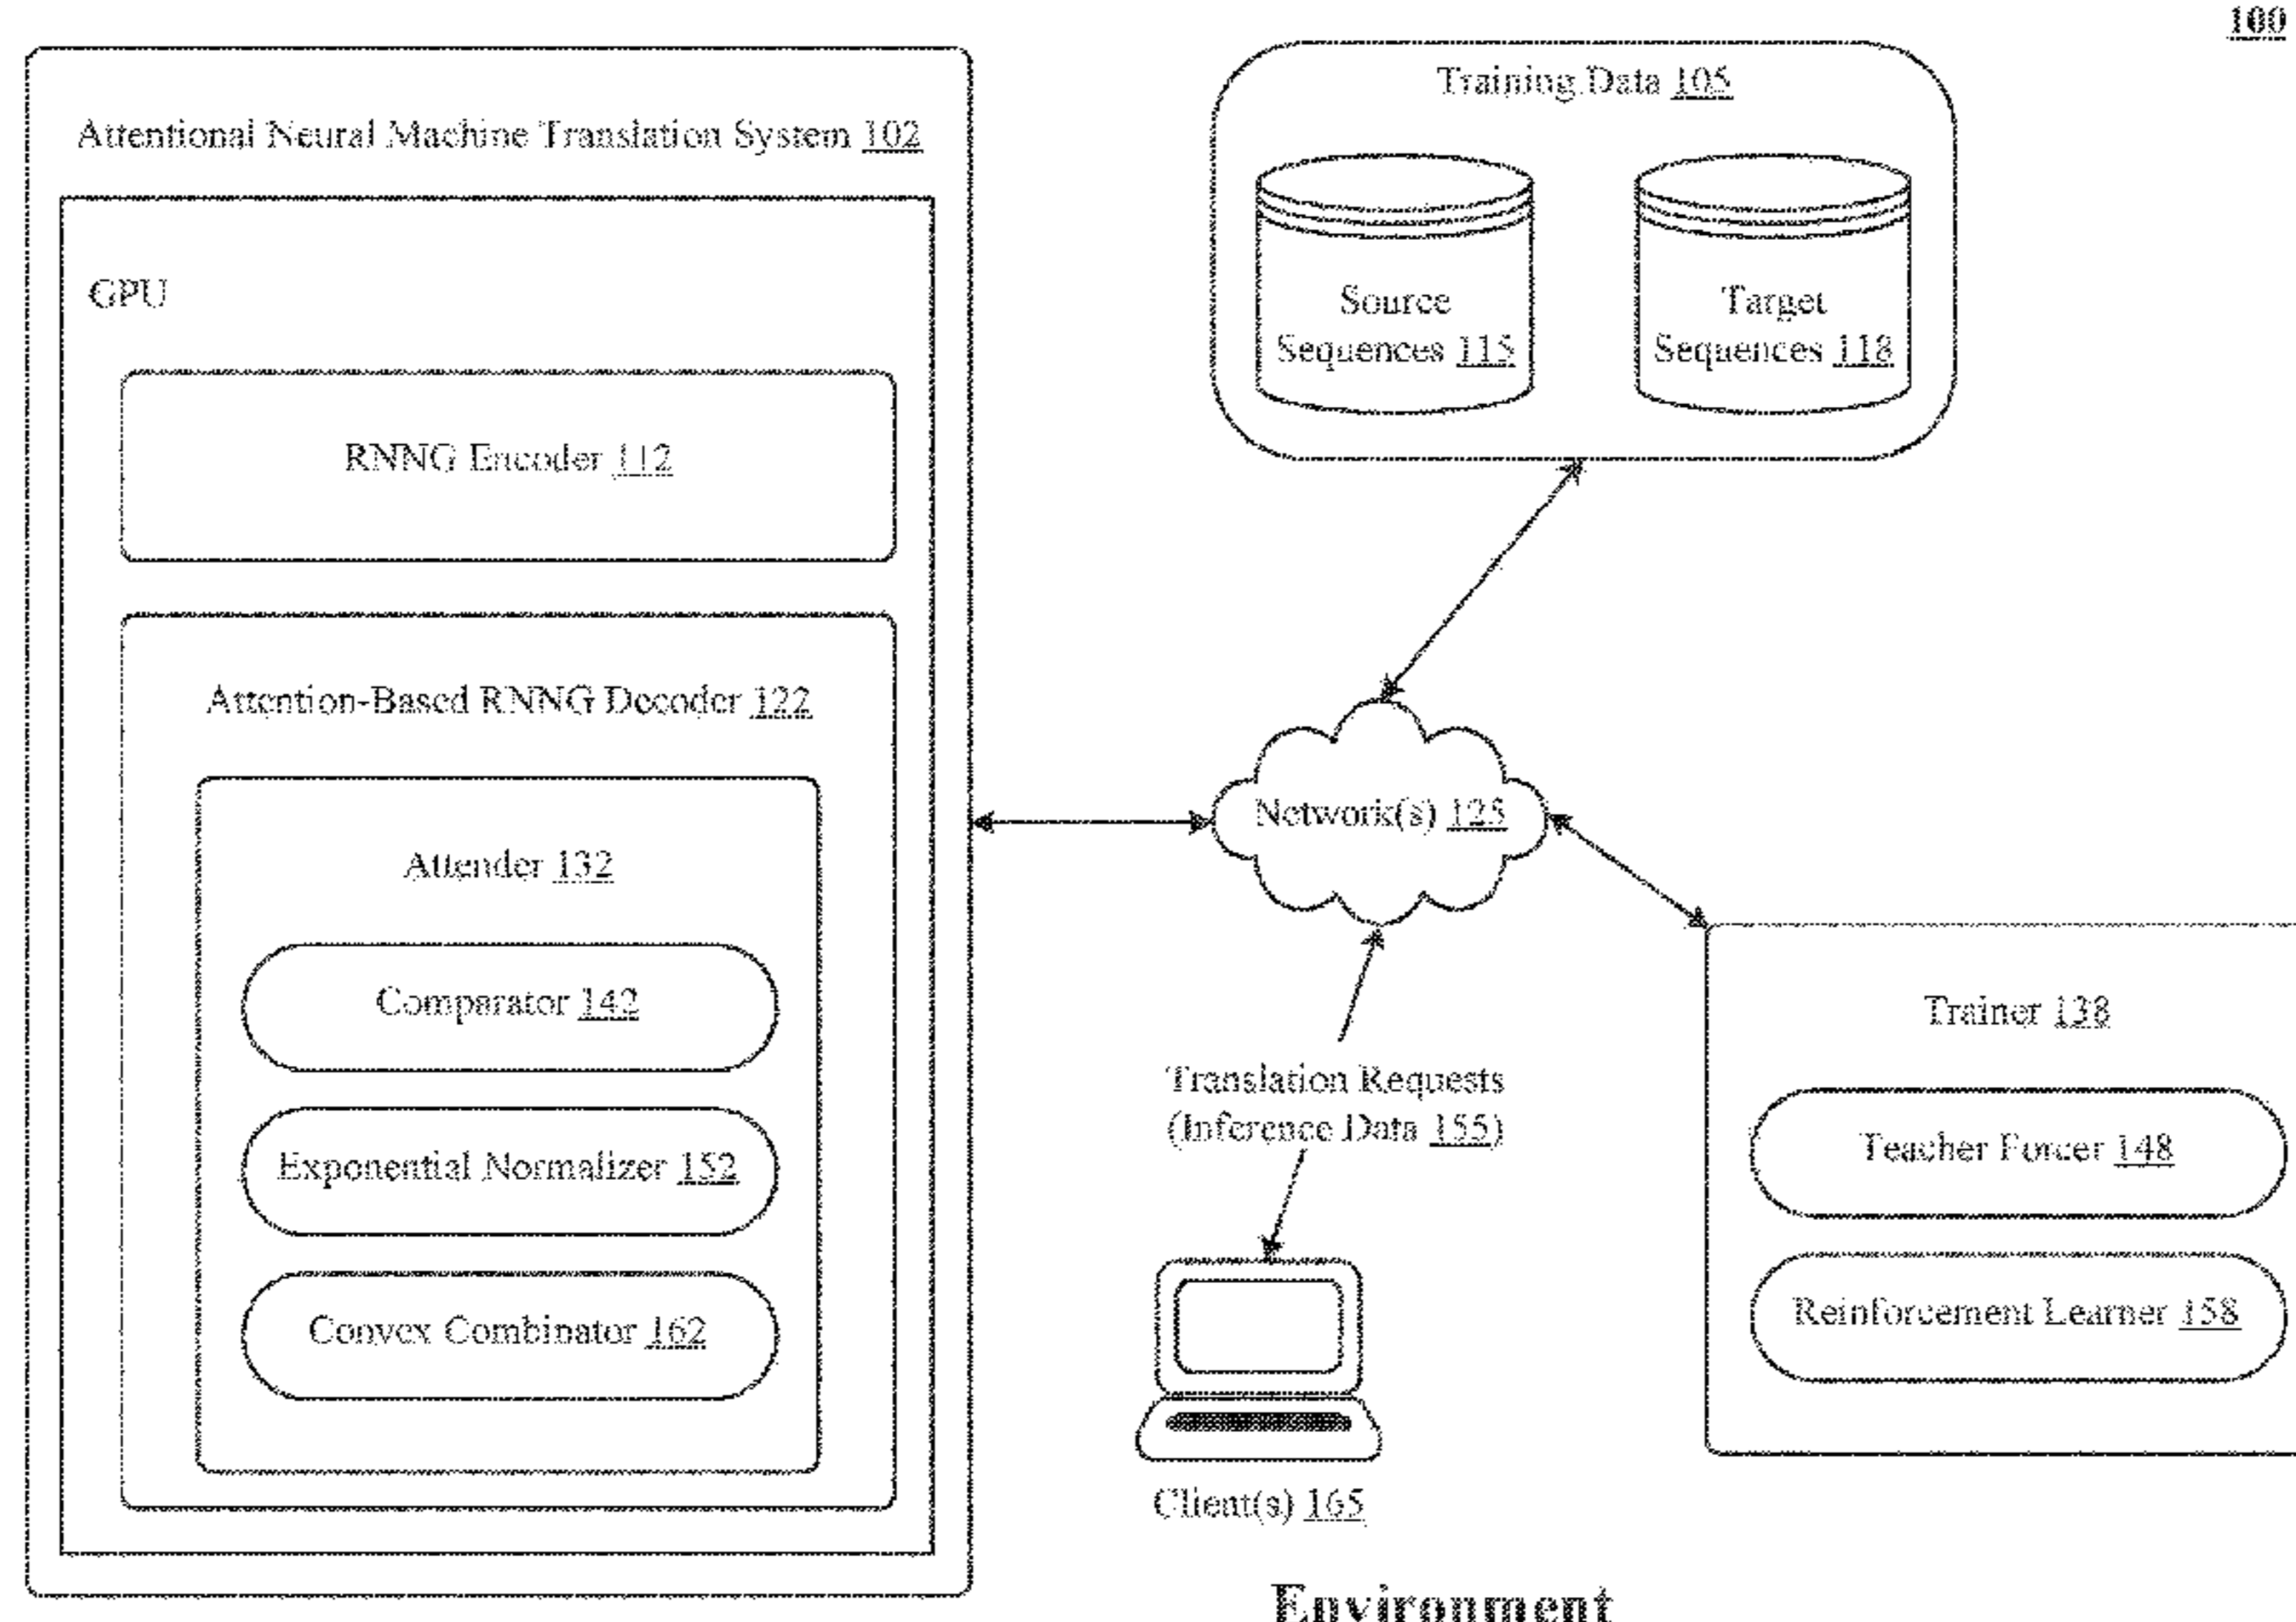 100
Attentional Neural Machine Translation System 102
GPU
RNNG Encoder 112
Attention-Based RNNG Decoder 122
Attender 132
Comparator 142
Exponential Normalizer 152
Convex Combinator 162
Training Data 105
Source
Sequences 115
Target
Sequences 118
Network(s) 125
Translation Requests
(Inference Data 155)
Client(s) 165
Trainer 138
Teacher Forcer 148
Reinforcement Learner 158
Environment